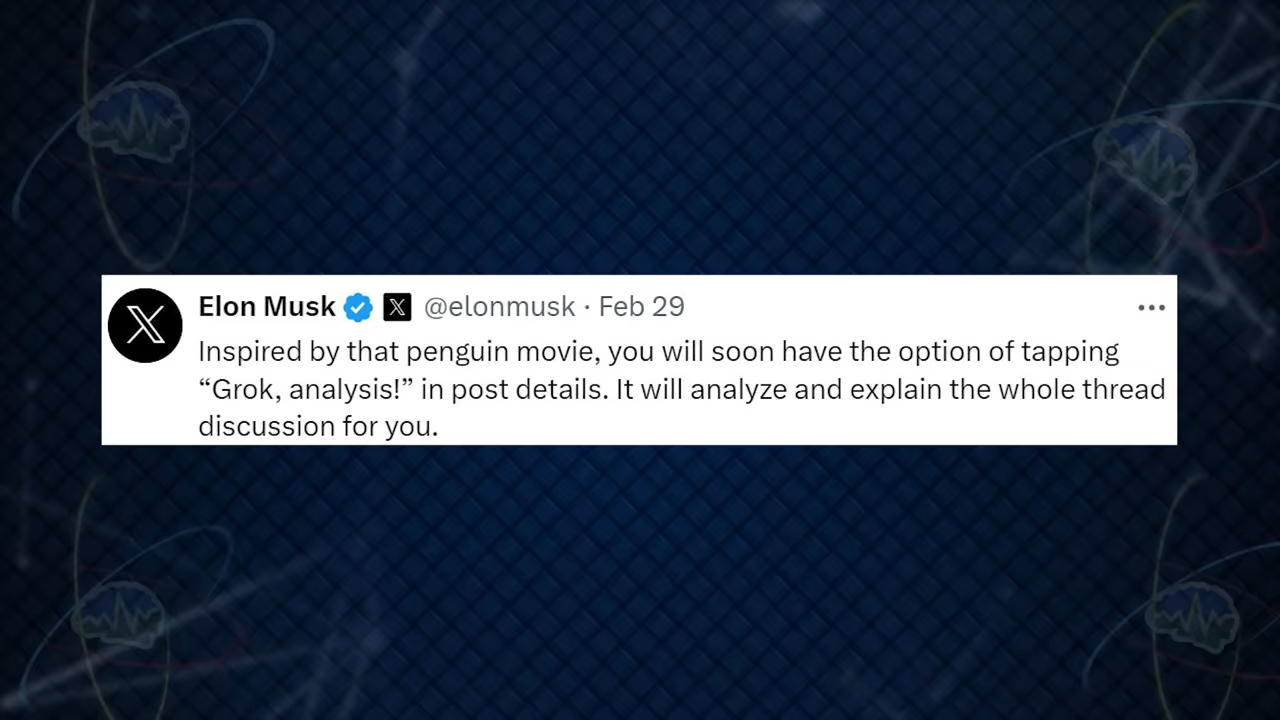 Elon Musk @elonmusk · Feb 29
Inspired by that penguin movie, you will soon have the option of tapping
“Grok, analysis!” in post details. It will analyze and explain the whole thread
discussion for you.